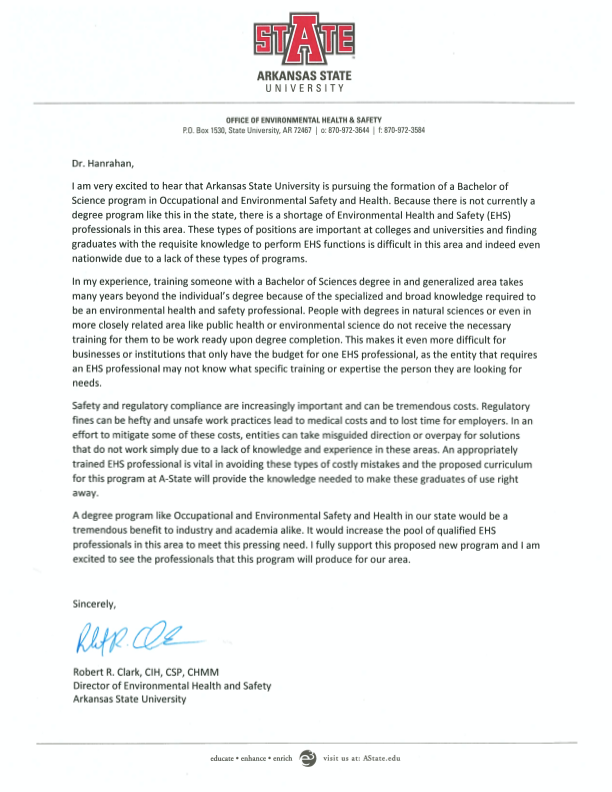 STATE
ARKANSAS STATE
UNIVERSITY
OFFICE OF ENVIRONMENTAL HEALTH & SAFETY
P.O. Box 1530, State University, AR 72467 | o: 870-972-3644 | f: 870-972-3584
Dr. Hanrahan,
I am very excited to hear that Arkansas State University is pursuing the formation of a Bachelor of
Science program in Occupational and Environmental Safety and Health. Because there is not currently a
degree program like this in the state, there is a shortage of Environmental Health and Safety (EHS)
professionals in this area. These types of positions are important at colleges and universities and finding
graduates with the requisite knowledge to perform EHS functions is difficult in this area and indeed even
nationwide due to a lack of these types of programs.
In my experience, training someone with a Bachelor of Sciences degree in and generalized area takes
many years beyond the individual's degree because of the specialized and broad knowledge required to
be an environmental health and safety professional. People with degrees in natural sciences or even in
more closely related area like public health or environmental science do not receive the necessary
training for them to be work ready upon degree completion. This makes it even more difficult for
businesses or institutions that only have the budget for one EHS professional, as the entity that requires
an EHS professional may not know what specific training or expertise the person they are looking for
needs.
Safety and regulatory compliance are increasingly important and can be tremendous costs. Regulatory
fines can be hefty and unsafe work practices lead to medical costs and to lost time for employers. In an
effort to mitigate some of these costs, entities can take misguided direction or overpay for solutions
that do not work simply due to a lack of knowledge and experience in these areas. An appropriately
trained EHS professional is vital in avoiding these types of costly mistakes and the proposed curriculum
for this program at A-State will provide the knowledge needed to make these graduates of use right
away.
A degree program like Occupational and Environmental Safety and Health in our state would be a
tremendous benefit to industry and academia alike. It would increase the pool of qualified EHS
professionals in this area to meet this pressing need. I fully support this proposed new program and I am
excited to see the professionals that this program will produce for our area.
Sincerely,
Robert R. Clark, CIH, CSP, CHMM
Director of Environmental Health and Safety
Arkansas State University
educate • enhance • enrich visit us at: AState.edu